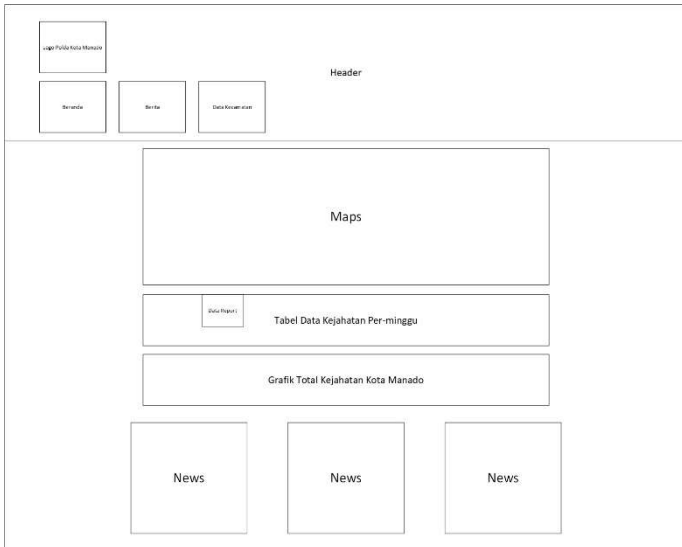 Logo Polda Kota Manado
Header
Beranda
Berita
Data Kecamatan
Maps
Data Report
Tabel Data Kejahatan Per-minggu
Grafik Total Kejahatan Kota Manado
News
News
News